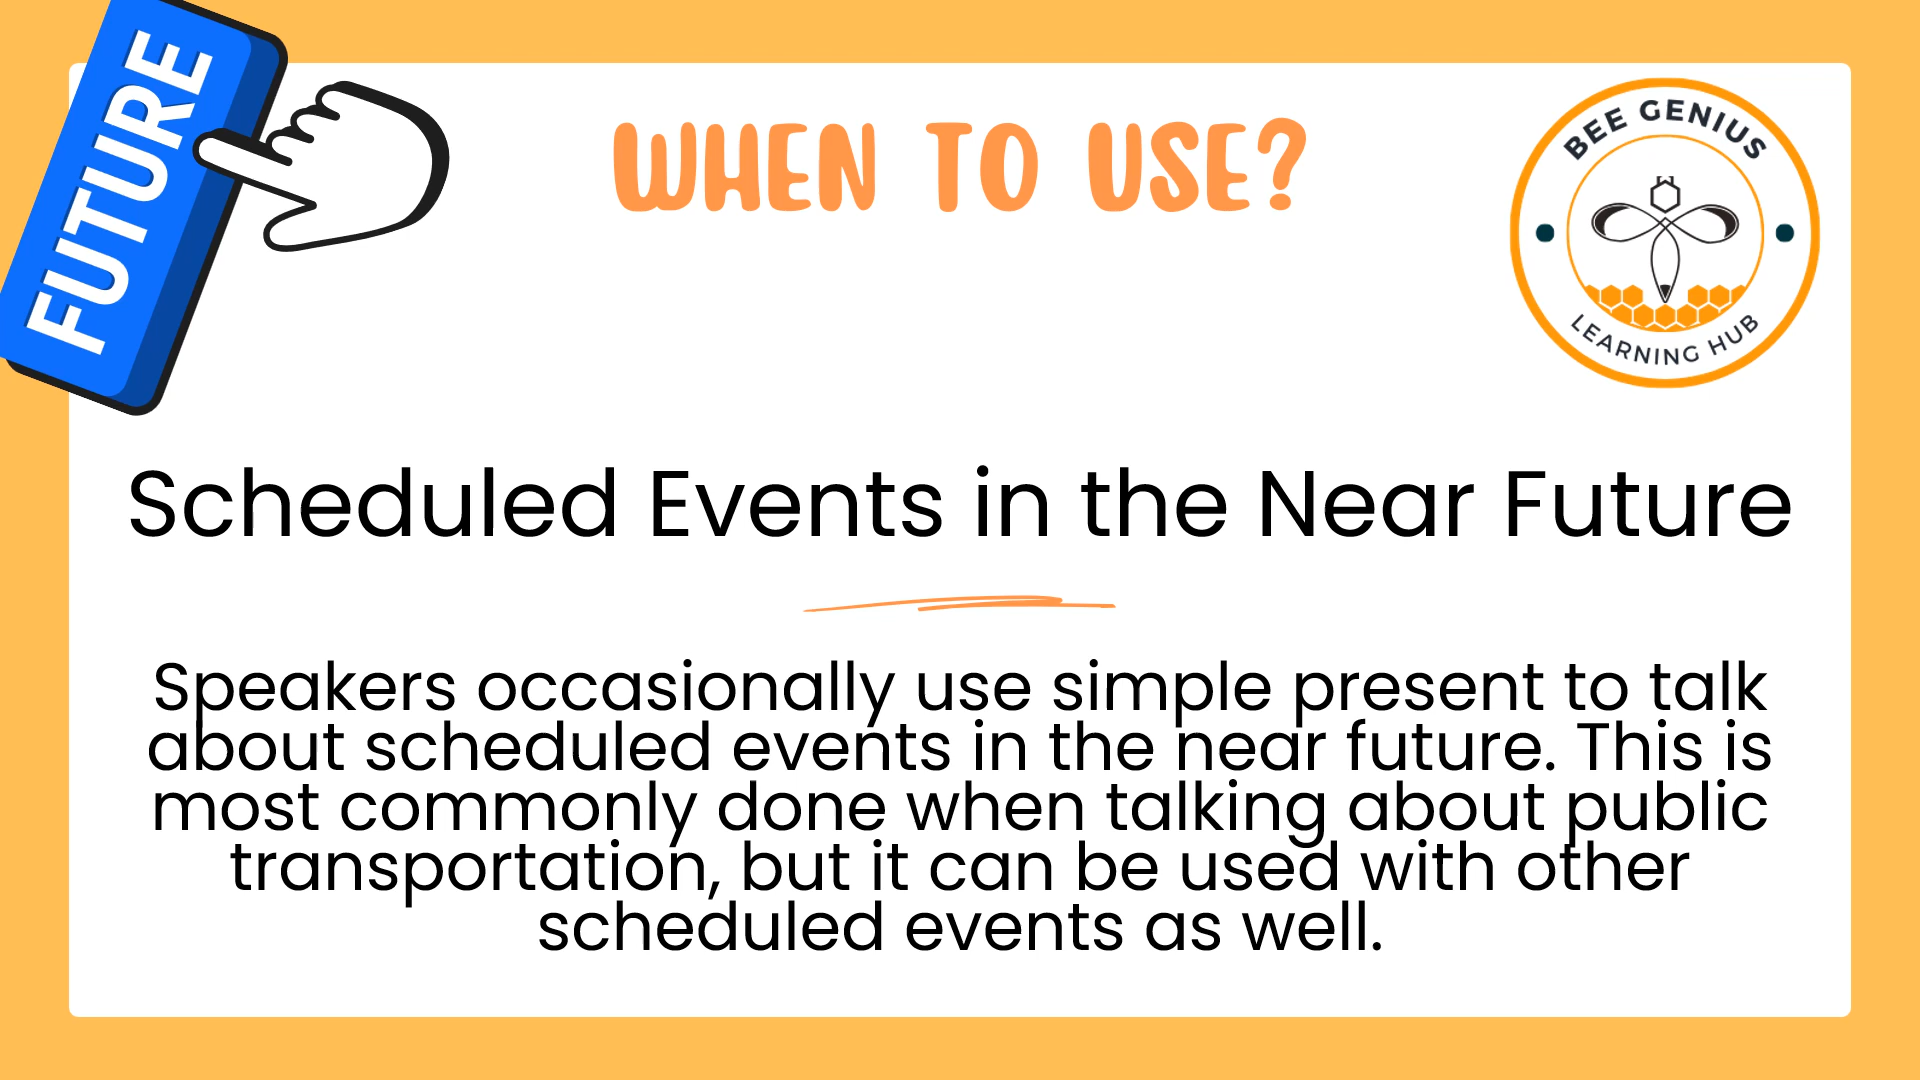 FUTURE
WHEN TO USE?
BEE GENIUS
LEARNING HUB
Scheduled Events in the Near Future
Speakers occasionally use simple present to talk
about scheduled events in the near future. This is
most commonly done when talking about public
transportation, but it can be used with other
scheduled events as well.